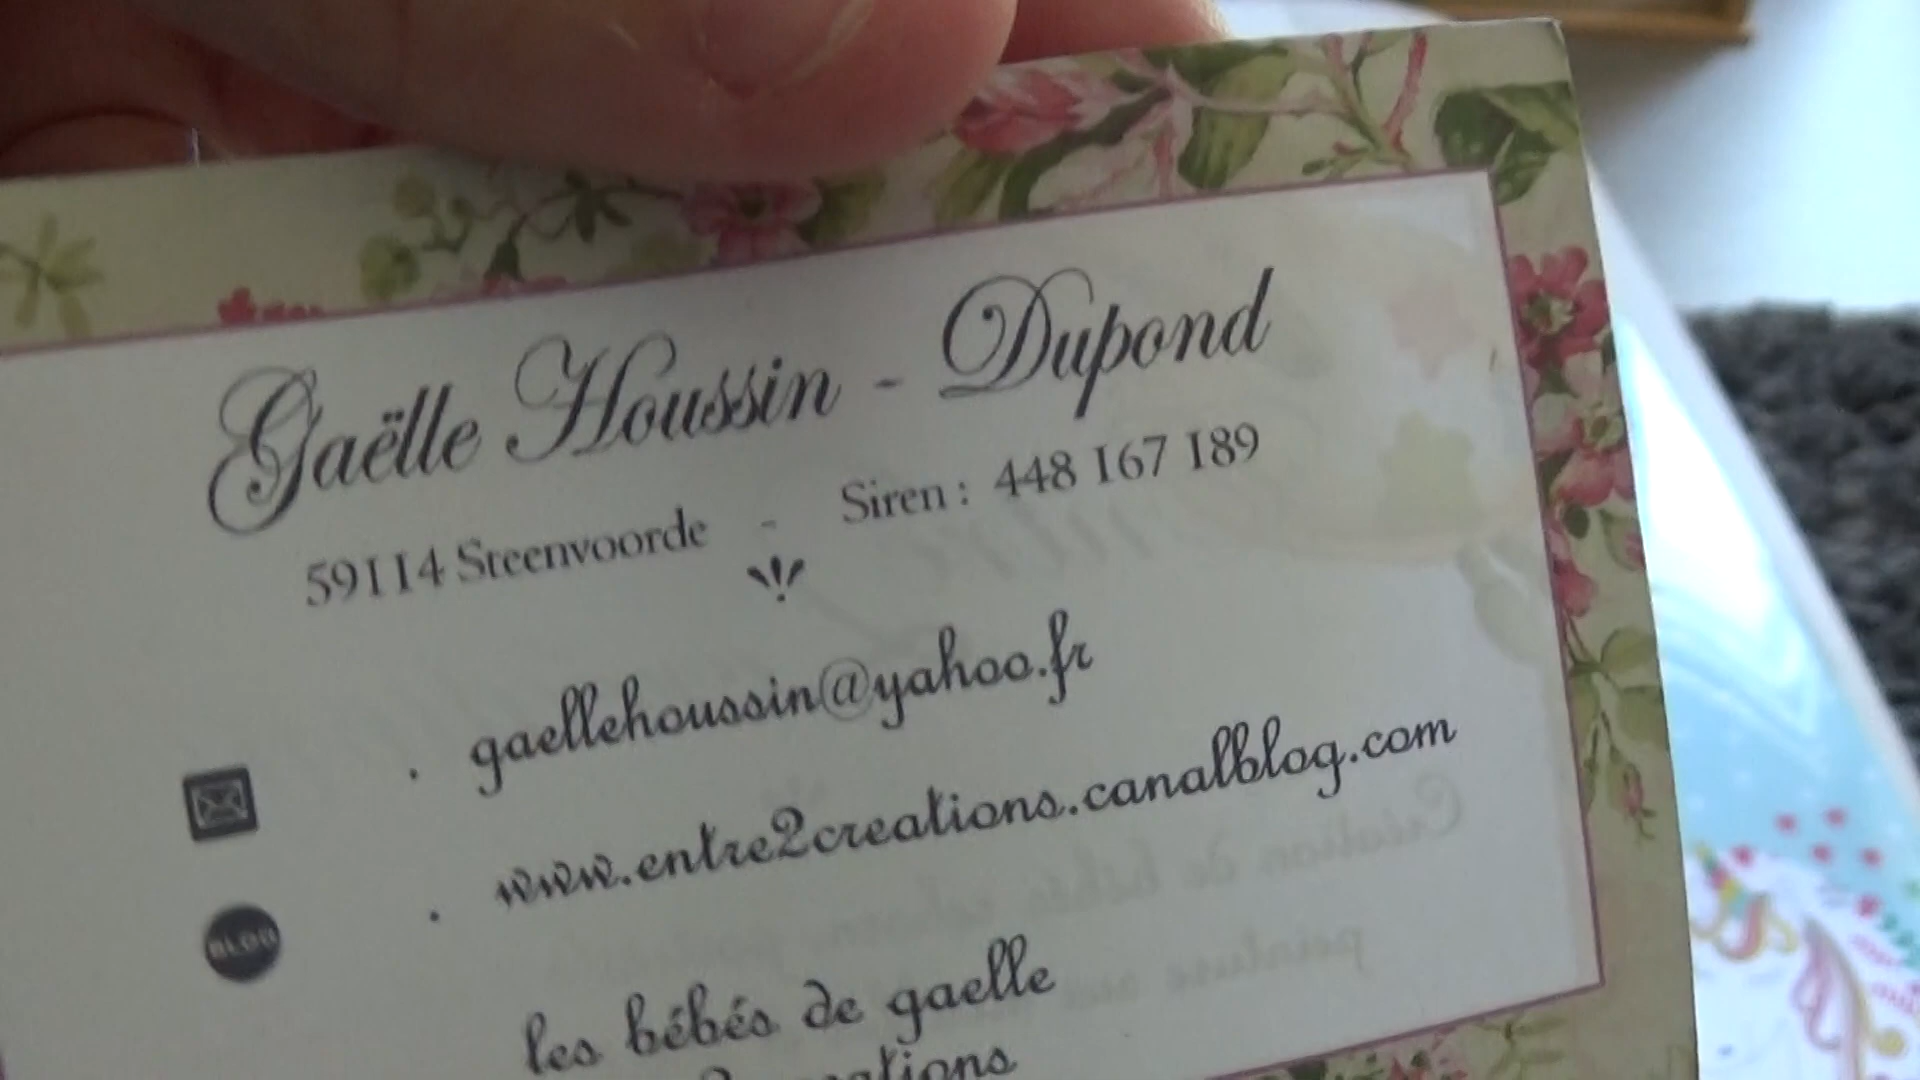 Gaëlle Houssin - Dupond
59114 Steenvoorde - Siren : 448 167 189
. gaellehoussin@yahoo.fr
BLOG . www.entre2creations.canalblog.com
les bébés de gaelle